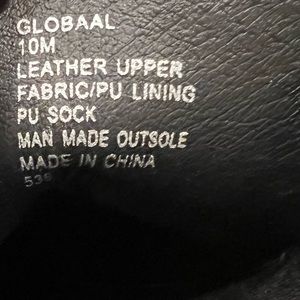 GLOBAAL
10M
LEATHER UPPER
FABRIC/PU LINING
PU SOCK
MAN MADE OUTSOLE
MADE IN CHINA